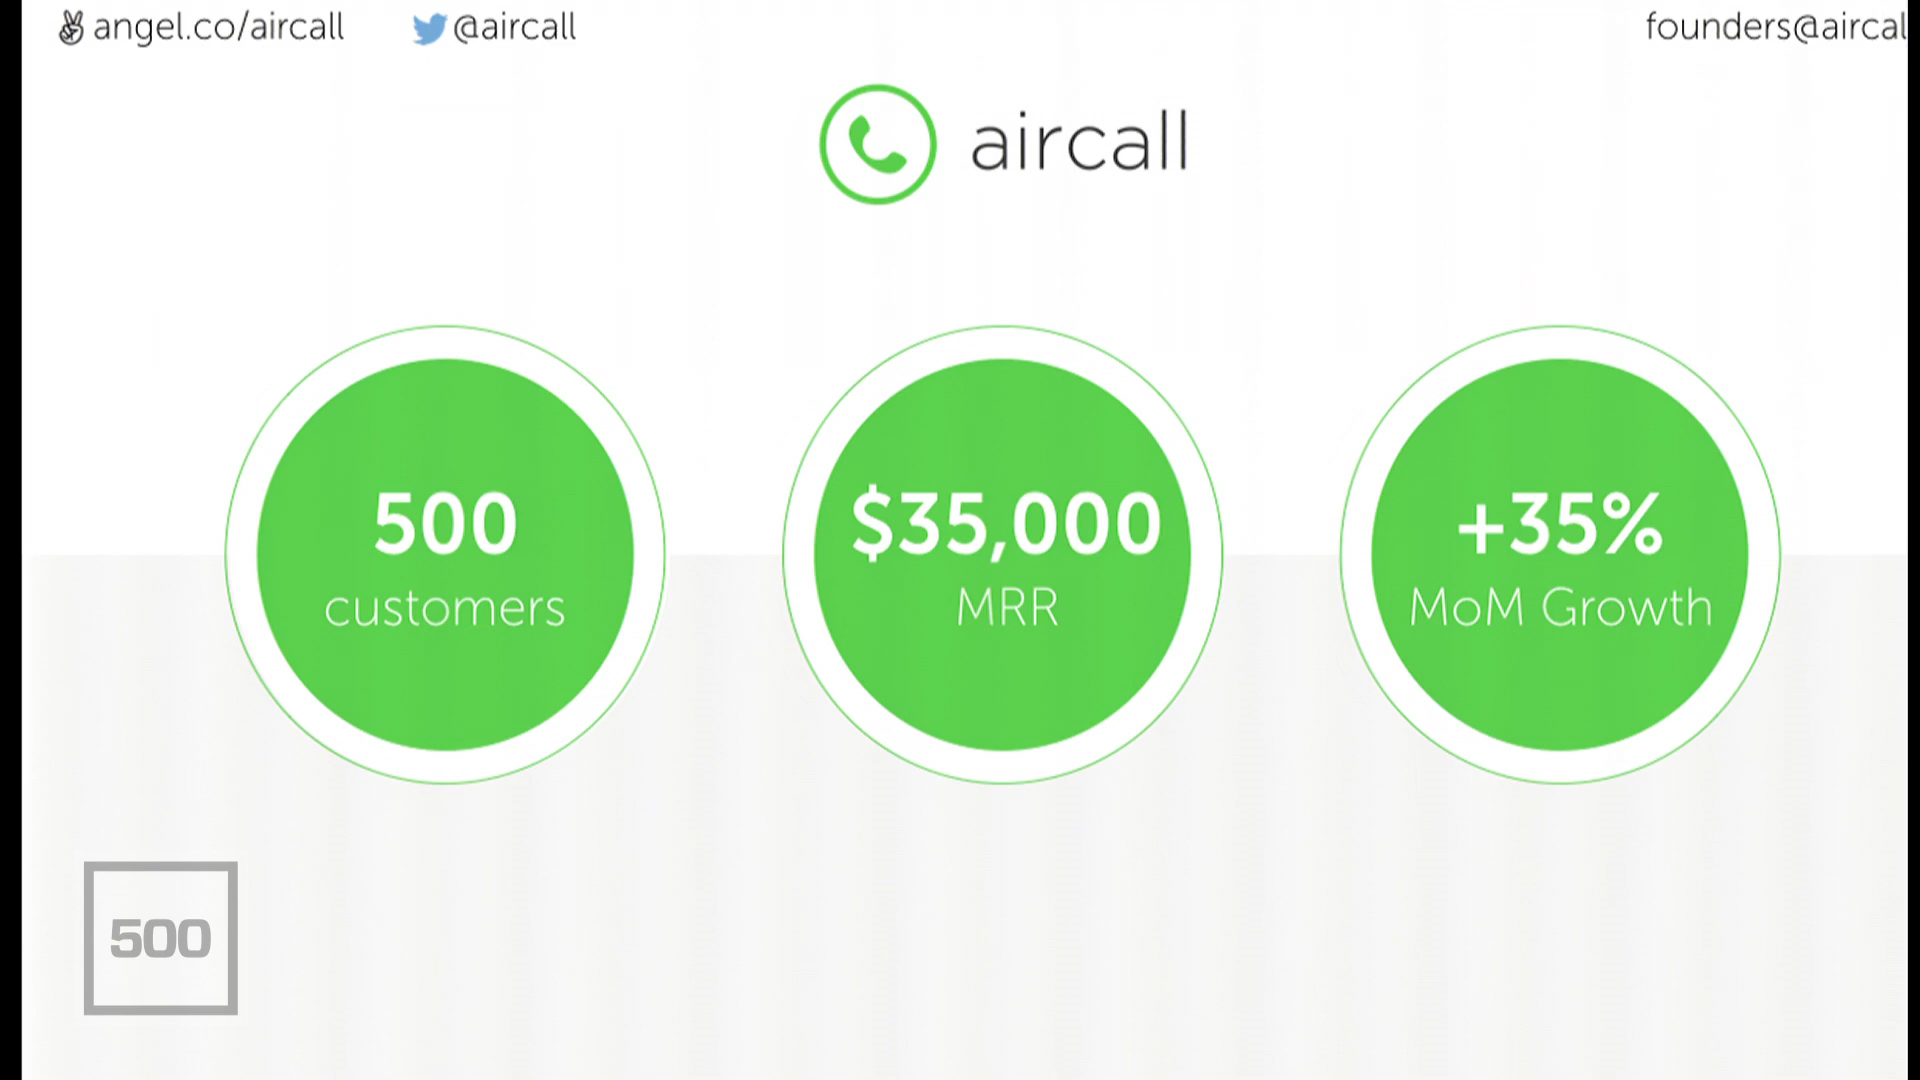 angel.co/aircall
@aircall
founders@aircal
aircall
500
customers
$35,000
MRR
+35%
MoM Growth
500